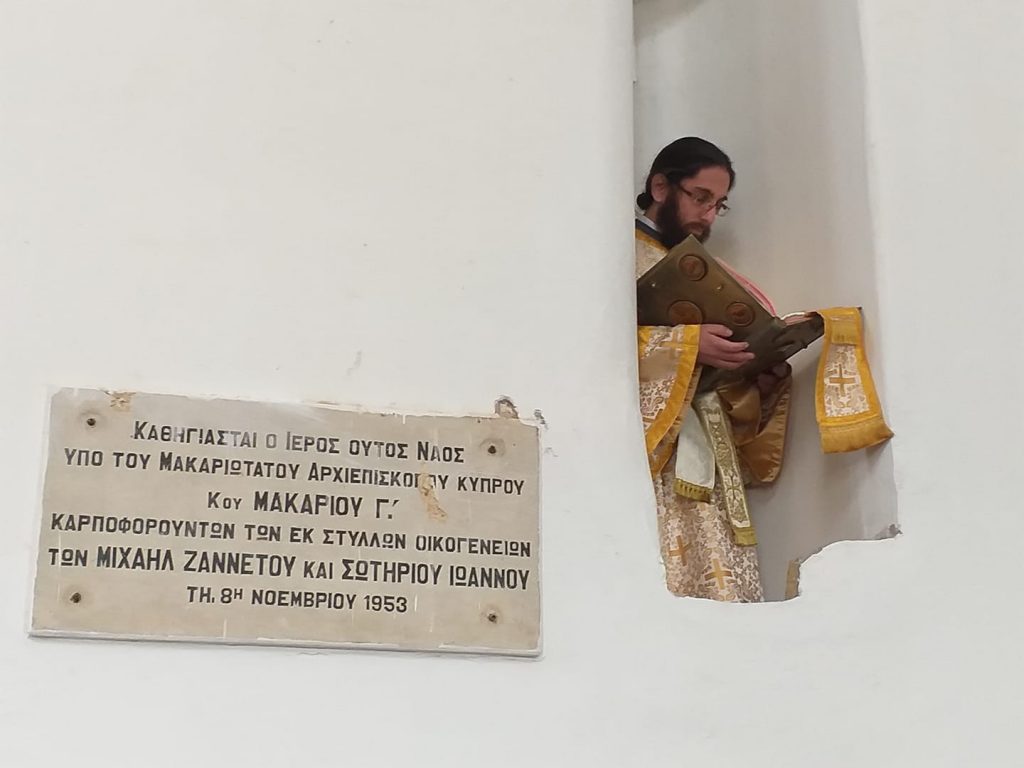 ΚΑΘΗΓΙΑΣΤΑΙ Ο ΙΕΡΟΣ ΟΥΤΟΣ ΝΑΟΣ
ΥΠΟ ΤΟΥ ΜΑΚΑΡΙΩΤΑΤΟΥ ΑΡΧΙΕΠΙΣΚΟΠΟΥ ΚΥΠΡΟΥ
ΚΟΥ ΜΑΚΑΡΙΟΥ Γ.΄
ΚΑΡΠΟΦΟΡΟΥΝΤΩΝ ΤΩΝ ΕΚ ΣΤΥΛΛΩΝ ΟΙΚΟΓΕΝΕΙΩΝ
ΤΩΝ ΜΙΧΑΗΛ ΖΑΝΝΕΤΟΥ ΚΑΙ ΣΩΤΗΡΙΟΥ ΙΩΑΝΝΟΥ
ΤΗ, 8Η ΝΟΕΜΒΡΙΟΥ 1953